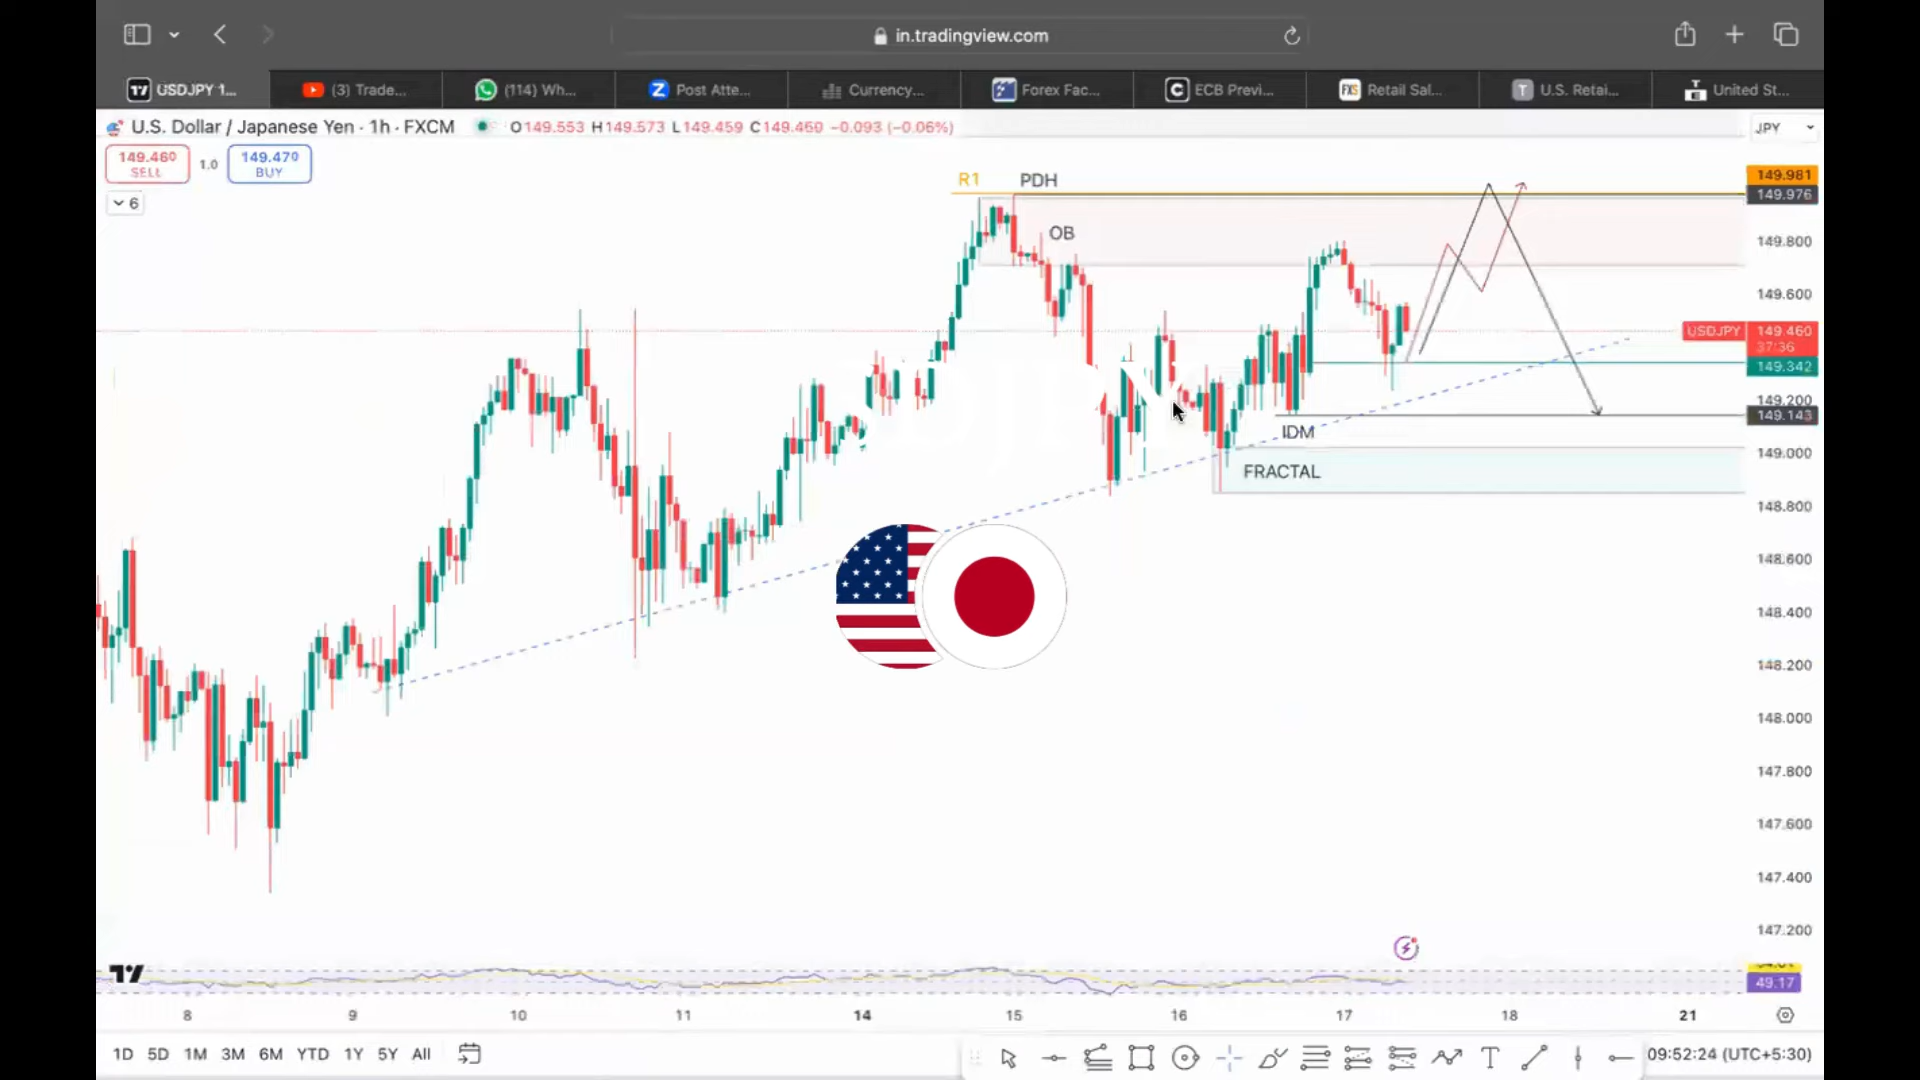 in.tradingview.com
USDJPY 1...
(3) Trade...
(114) Wh...
Post Atte...
Currency...
Forex Fac...
ECB Previ...
Retail Sal...
U.S. Retai...
United St...
U.S. Dollar / Japanese Yen · 1h · FXCM
O149.553 H149.573 L149.459 C149.460 −0.093 (−0.06%)
JPY
149.460
SELL
1.0
149.470
BUY
6
R1
PDH
149.981
149.976
OB
149.800
149.600
USDJPY
149.460
37:36
149.342
149.200
149.143
IDM
149.000
FRACTAL
148.800
148.600
148.400
148.200
148.000
147.800
147.600
147.400
147.200
49.17
8
9
10
11
14
15
16
17
18
21
1D 5D 1M 3M 6M YTD 1Y 5Y All
09:52:24 (UTC+5:30)